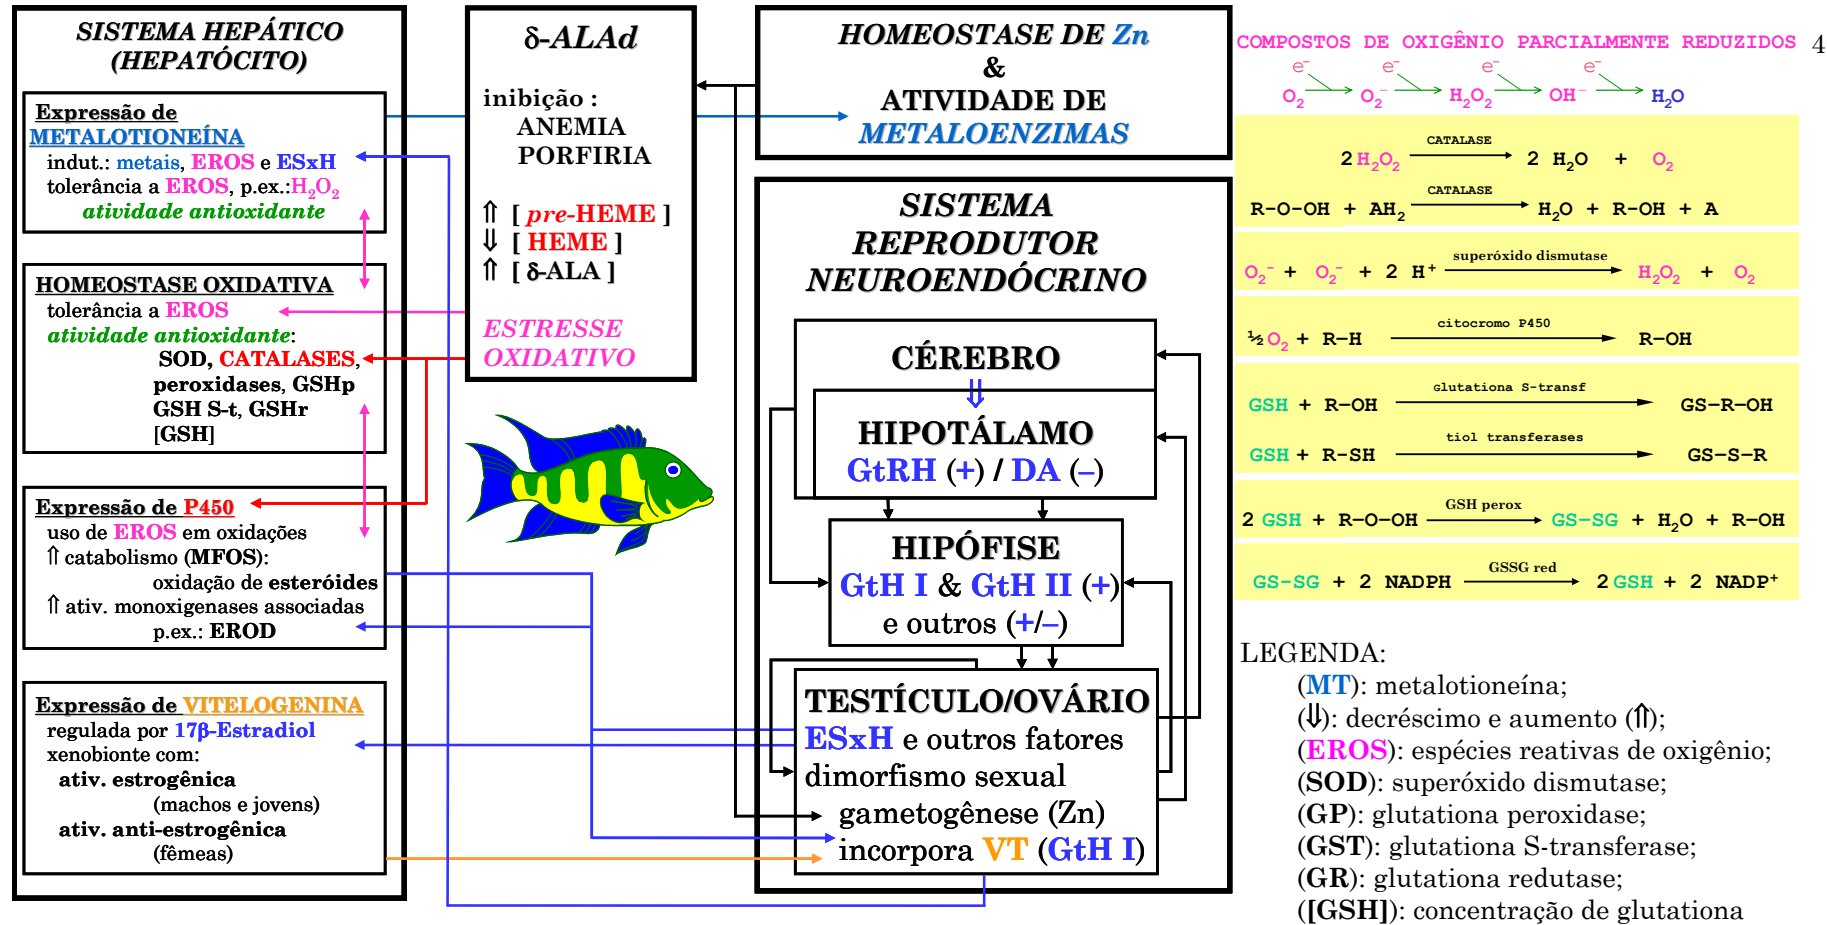 SISTEMA HEPÁTICO
(HEPATÓCITO)
Expressão de
METALOTIONEÍNA
indut.: metais, EROS e ESxH
tolerância a EROS, p.ex.:H₂O₂
atividade antioxidante
HOMEOSTASE OXIDATIVA
tolerância a EROS
atividade antioxidante:
SOD, CATALASES,
peroxidases, GSHp
GSH S-t, GSHr
[GSH]
Expressão de P450
uso de EROS em oxidações
⇑ catabolismo (MFOS):
oxidação de esteróides
⇑ ativ. monoxigenases associadas
p.ex.: EROD
Expressão de VITELOGENINA
regulada por 17β-Estradiol
xenobionte com:
ativ. estrogênica
(machos e jovens)
ativ. anti-estrogênica
(fêmeas)
δ-ALAd
inibição :
ANEMIA
PORFIRIA
⇑ [ pre-HEME ]
⇓ [ HEME ]
⇑ [ δ-ALA ]
ESTRESSE
OXIDATIVO
HOMEOSTASE DE Zn
&
ATIVIDADE DE
METALOENZIMAS
SISTEMA
REPRODUTOR
NEUROENDÓCRINO
CÉREBRO
⇓
HIPOTÁLAMO
GtRH (+) / DA (–)
HIPÓFISE
GtH I & GtH II (+)
e outros (+/–)
TESTÍCULO/OVÁRIO
ESxH e outros fatores
dimorfismo sexual
gametogênese (Zn)
incorpora VT (GtH I)
COMPOSTOS DE OXIGÊNIO PARCIALMENTE REDUZIDOS 4
e⁻ e⁻ e⁻ e⁻
O₂ → O₂⁻ → H₂O₂ → OH⁻ → H₂O
CATALASE
2 H₂O₂ → 2 H₂O + O₂
CATALASE
R-O-OH + AH₂ → H₂O + R-OH + A
superóxido dismutase
O₂⁻ + O₂⁻ + 2 H⁺ → H₂O₂ + O₂
citocromo P450
½O₂ + R-H → R-OH
Glutationa S-transf
GSH + R-OH → GS-R-OH
tiol transferases
GSH + R-SH → GS-S-R
GSH perox
2 GSH + R-O-OH → GS-SG + H₂O + R-OH
GSSG red
GS-SG + 2 NADPH → 2 GSH + 2 NADP⁺
LEGENDA:
(MT): metalotioneína;
(⇓): decréscimo e aumento (⇑);
(EROS): espécies reativas de oxigênio;
(SOD): superóxido dismutase;
(GP): glutationa peroxidase;
(GST): glutationa S-transferase;
(GR): glutationa redutase;
([GSH]): concentração de glutationa